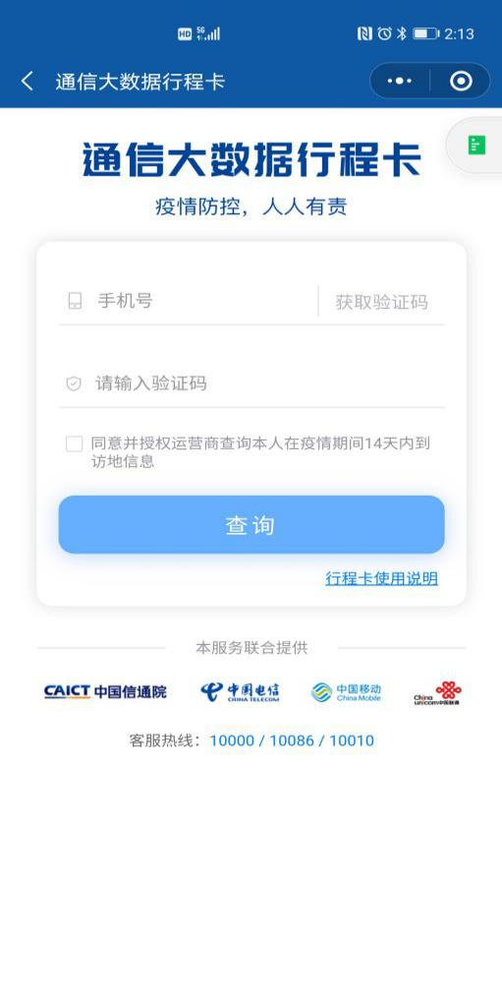 HD 5G 2:13
通信大数据行程卡
通信大数据行程卡
疫情防控，人人有责
手机号 获取验证码
请输入验证码
同意并授权运营商查询本人在疫情期间14天内到
访地信息
查询
行程卡使用说明
本服务联合提供
CAICT 中国信通院 中国电信 CHINA TELECOM 中国移动 China Mobile China unicom中国联通
客服热线：10000 / 10086 / 10010